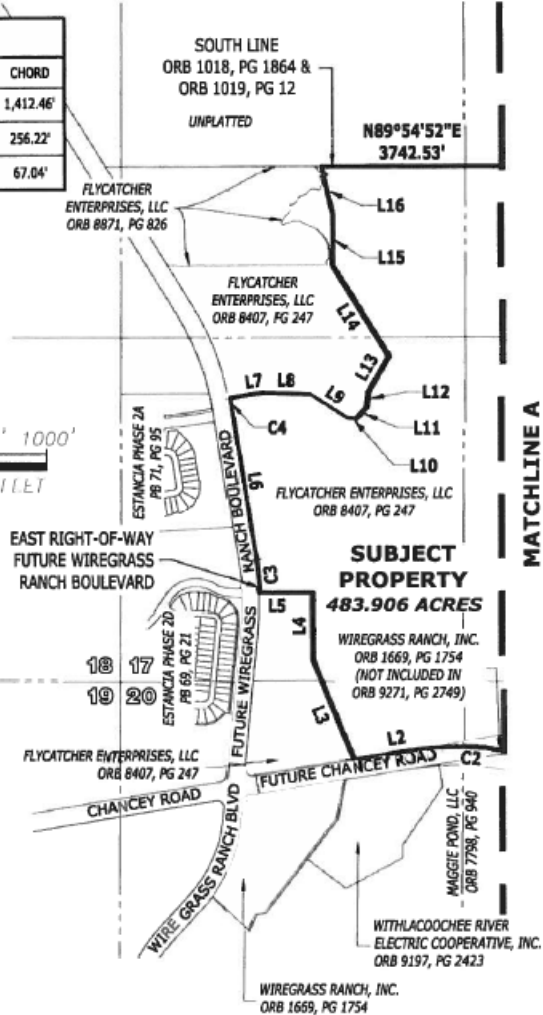 CHORD
1,412.46'
256.22'
67.04'
SOUTH LINE
ORB 1018, PG 1864 &
ORB 1019, PG 12
UNPLATTED
N89°54'52"E
3742.53'
FLYCATCHER
ENTERPRISES, LLC
ORB 8871, PG 826
L16
L15
FLYCATCHER
ENTERPRISES, LLC
ORB 8407, PG 247
L14
L13
L7
L8
L9
L12
L11
L10
C4
ESTANCIA PHASE 2A
PB 71, PG 95
1000'
L6
RANCH BOULEVARD
FLYCATCHER ENTERPRISES, LLC
ORB 8407, PG 247
MATCHLINE A
EAST RIGHT-OF-WAY
FUTURE WIREGRASS
RANCH BOULEVARD
C3
L5
L4
SUBJECT
PROPERTY
483.906 ACRES
WIREGRASS RANCH, INC.
ORB 1669, PG 1754
(NOT INCLUDED IN
ORB 9271, PG 2749)
18 17
19 20
ESTANCIA PHASE 2D
PB 69, PG 21
FUTURE WIREGRASS
L3
L2
C2
FLYCATCHER ENTERPRISES, LLC
ORB 8407, PG 247
FUTURE CHANCEY ROAD
CHANCEY ROAD
WIRE GRASS RANCH BLVD
MAGGIE POND, LLC
ORB 7798, PG 940
WITHLACOOCHEE RIVER
ELECTRIC COOPERATIVE, INC.
ORB 9197, PG 2423
WIREGRASS RANCH, INC.
ORB 1669, PG 1754